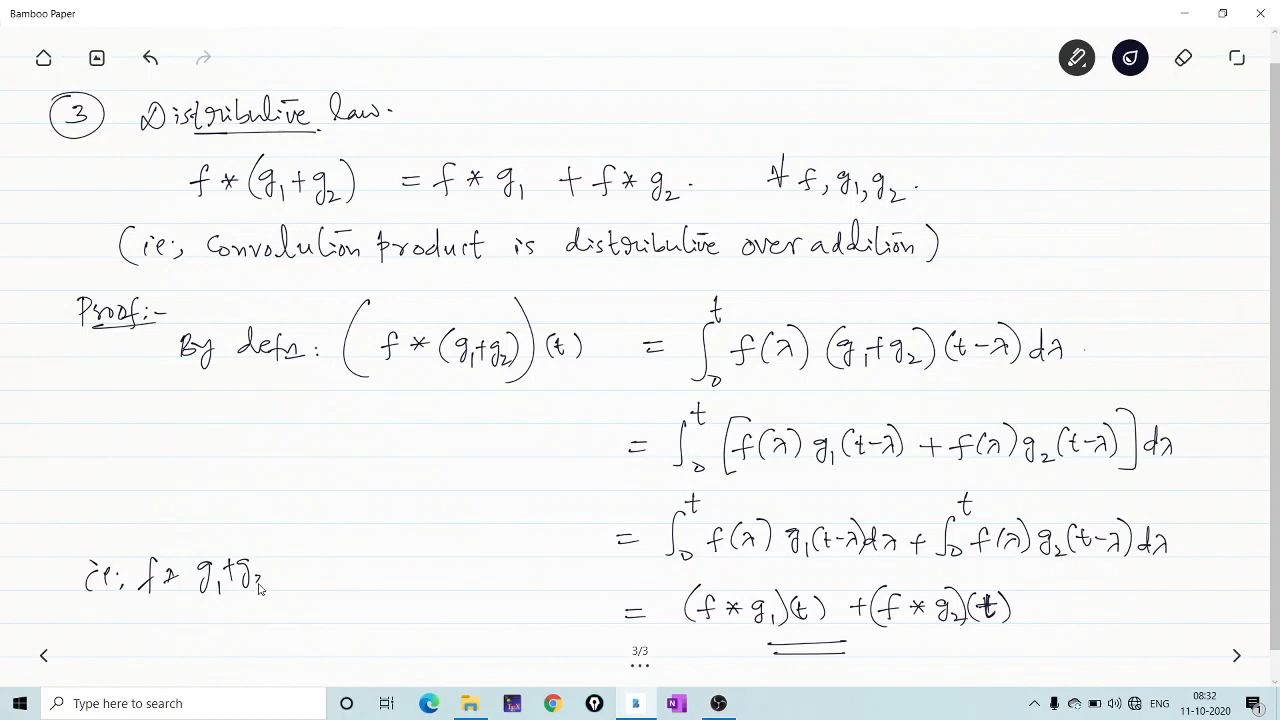 Bamboo Paper
③ Distributive law.
f * (g₁+g₂) = f * g₁ + f * g₂. ∀ f, g₁, g₂.
(ie:, Convolution product is distributive over addition)
Proof:-
By defn: (f * (g₁+g₂))(t) = ∫₀ᵗ f(λ) (g₁+g₂)(t-λ) dλ
= ∫₀ᵗ [f(λ) g₁(t-λ) + f(λ) g₂(t-λ)] dλ
= ∫₀ᵗ f(λ) g₁(t-λ)dλ + ∫₀ᵗ f(λ) g₂(t-λ)dλ
ie:, f * g₁+g₂
= (f * g₁)(t) + (f * g₂)(t)
3/3
Type here to search
ENG
08:32
11-10-2020